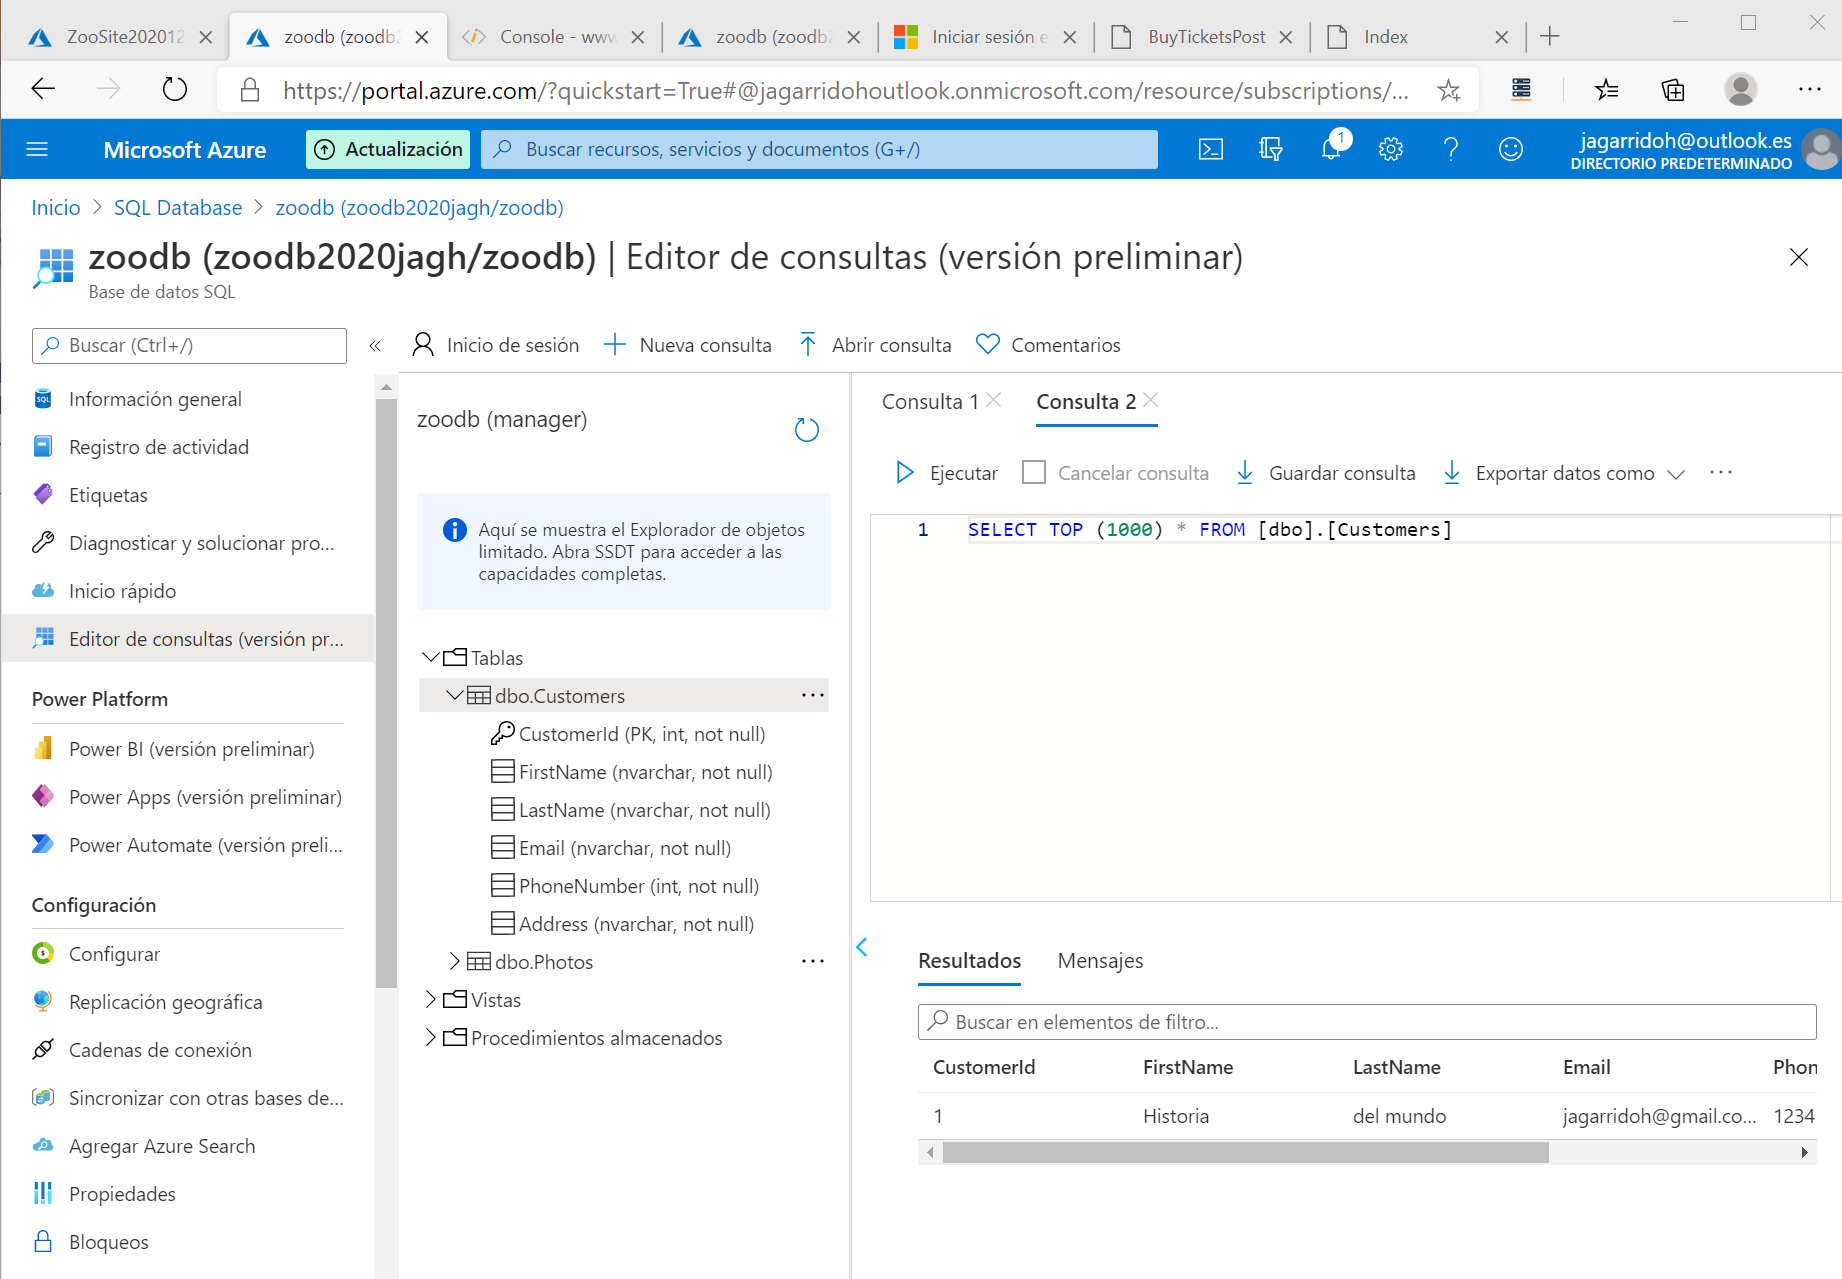 ZooSite202012
zoodb (zoodb2
Console - www
zoodb (zoodb2
Iniciar sesión e
BuyTicketsPost
Index
https://portal.azure.com/?quickstart=True#@jagarridohoutlook.onmicrosoft.com/resource/subscriptions/...
Microsoft Azure
Actualización
Buscar recursos, servicios y documentos (G+/)
1
jagarridoh@outlook.es
DIRECTORIO PREDETERMINADO
Inicio > SQL Database > zoodb (zoodb2020jagh/zoodb)
zoodb (zoodb2020jagh/zoodb) | Editor de consultas (versión preliminar)
Base de datos SQL
Buscar (Ctrl+/)
«
Inicio de sesión
Nueva consulta
Abrir consulta
Comentarios
Información general
Registro de actividad
Etiquetas
Diagnosticar y solucionar pro...
Inicio rápido
Editor de consultas (versión pr...
Power Platform
Power BI (versión preliminar)
Power Apps (versión preliminar)
Power Automate (versión preli...
Configuración
Configurar
Replicación geográfica
Cadenas de conexión
Sincronizar con otras bases de...
Agregar Azure Search
Propiedades
Bloqueos
zoodb (manager)
Aquí se muestra el Explorador de objetos
limitado. Abra SSDT para acceder a las
capacidades completas.
Tablas
dbo.Customers
CustomerId (PK, int, not null)
FirstName (nvarchar, not null)
LastName (nvarchar, not null)
Email (nvarchar, not null)
PhoneNumber (int, not null)
Address (nvarchar, not null)
dbo.Photos
Vistas
Procedimientos almacenados
Consulta 1
Consulta 2
Ejecutar
Cancelar consulta
Guardar consulta
Exportar datos como
1 SELECT TOP (1000) * FROM [dbo].[Customers]
Resultados
Mensajes
Buscar en elementos de filtro...
CustomerId FirstName LastName Email Phon
1 Historia del mundo jagarridoh@gmail.co... 1234